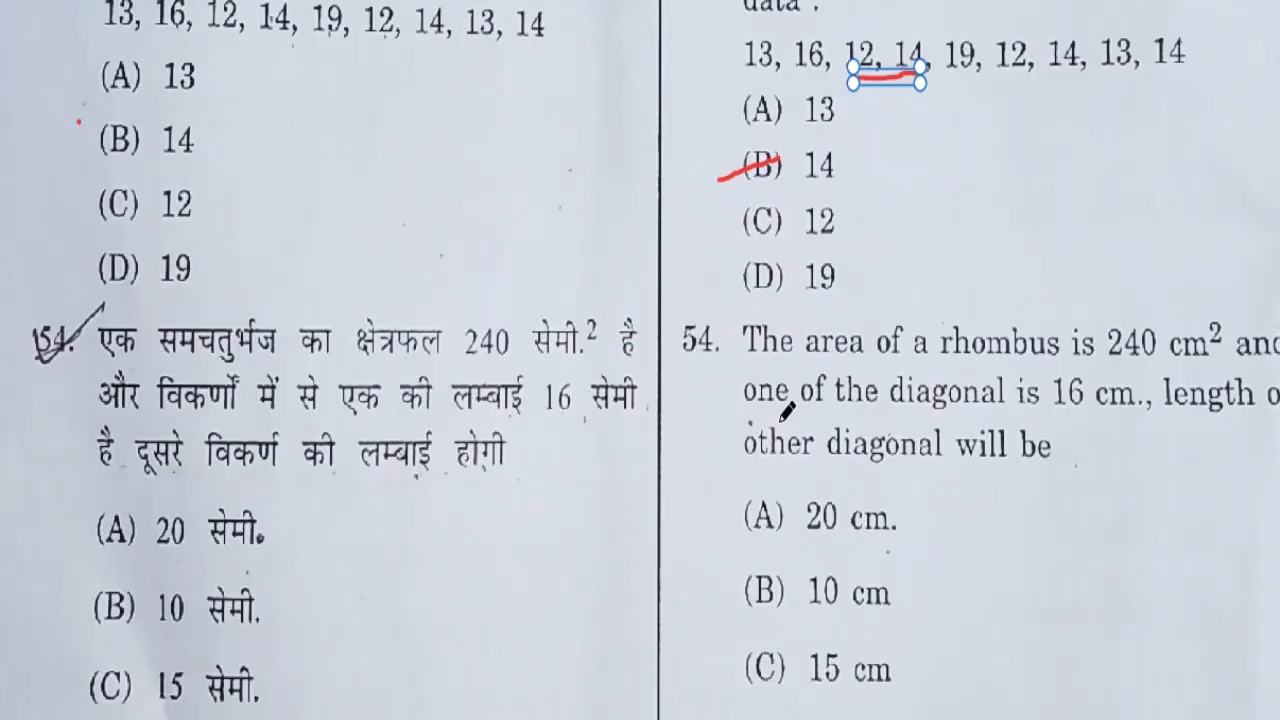 13, 16, 12, 14, 19, 12, 14, 13, 14
(A) 13
(B) 14
(C) 12
(D) 19
54. एक समचतुर्भज का क्षेत्रफल 240 सेमी.² है
और विकर्णों में से एक की लम्बाई 16 सेमी
है दूसरे विकर्ण की लम्बाई होगी
(A) 20 सेमी.
(B) 10 सेमी.
(C) 15 सेमी.
data :
13, 16, 12, 14, 19, 12, 14, 13, 14
(A) 13
(B) 14
(C) 12
(D) 19
54. The area of a rhombus is 240 cm² and
one of the diagonal is 16 cm., length o
other diagonal will be
(A) 20 cm.
(B) 10 cm
(C) 15 cm